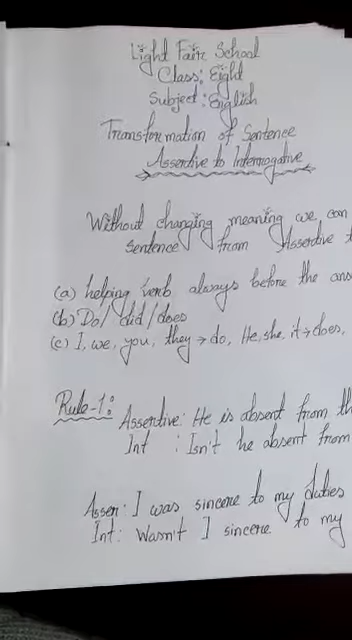 Light Fair School
Class: Eight
Subject: English
Transformation of Sentence
Assertive to Interrogative
Without changing meaning we can
Sentence from Assertive
(a) helping verb always before the
(b) Do/did/does
(c) I, we, you, they → do, He, she, it → does,
Rule-1: Assertive: He is absent from
Int : Isn't he absent from
Asser: I was sincere to my duties
Int: Wasn't I sincere to my